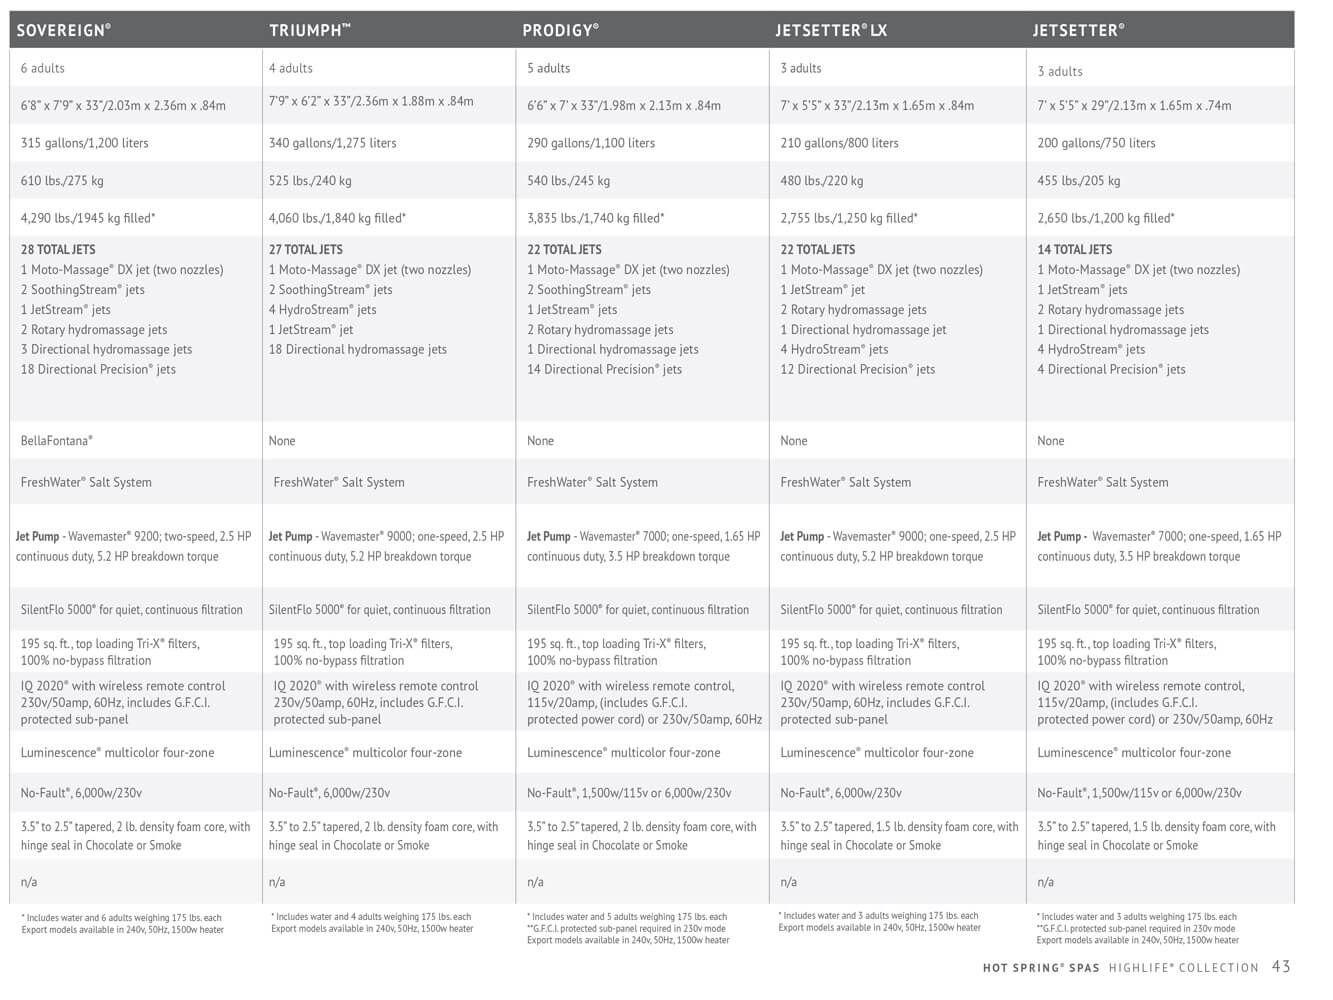 SOVEREIGN® TRIUMPH™ PRODIGY® JETSETTER® LX JETSETTER®
6 adults 4 adults 5 adults 3 adults 3 adults
6'8" x 7'9" x 33"/2.03m x 2.36m x .84m 7'9" x 6'2" x 33"/2.36m x 1.88m x .84m 6'6" x 7' x 33"/1.98m x 2.13m x .84m 7' x 5'5" x 33"/2.13m x 1.65m x .84m 7' x 5'5" x 29"/2.13m x 1.65m x .74m
315 gallons/1,200 liters 340 gallons/1,275 liters 290 gallons/1,100 liters 210 gallons/800 liters 200 gallons/750 liters
610 lbs./275 kg 525 lbs./240 kg 540 lbs./245 kg 480 lbs./220 kg 455 lbs./205 kg
4,290 lbs./1945 kg filled* 4,060 lbs./1,840 kg filled* 3,835 lbs./1,740 kg filled* 2,755 lbs./1,250 kg filled* 2,650 lbs./1,200 kg filled*
28 TOTAL JETS 27 TOTAL JETS 22 TOTAL JETS 22 TOTAL JETS 14 TOTAL JETS
1 Moto-Massage® DX jet (two nozzles) 1 Moto-Massage® DX jet (two nozzles) 1 Moto-Massage® DX jet (two nozzles) 1 Moto-Massage® DX jet (two nozzles) 1 Moto-Massage® DX jet (two nozzles)
2 SoothingStream® jets 2 SoothingStream® jets 2 SoothingStream® jets 1 JetStream® jet 1 JetStream® jets
1 JetStream® jets 4 HydroStream® jets 1 JetStream® jets 2 Rotary hydromassage jets 2 Rotary hydromassage jets
2 Rotary hydromassage jets 1 JetStream® jet 2 Rotary hydromassage jets 1 Directional hydromassage jet 1 Directional hydromassage jets
3 Directional hydromassage jets 18 Directional hydromassage jets 1 Directional hydromassage jets 4 HydroStream® jets 4 HydroStream® jets
18 Directional Precision® jets 14 Directional Precision® jets 12 Directional Precision® jets 4 Directional Precision® jets
BellaFontana® None None None None
FreshWater® Salt System FreshWater® Salt System FreshWater® Salt System FreshWater® Salt System FreshWater® Salt System
Jet Pump - Wavemaster® 9200; two-speed, 2.5 HP Jet Pump - Wavemaster® 9000; one-speed, 2.5 HP Jet Pump - Wavemaster® 7000; one-speed, 1.65 HP Jet Pump - Wavemaster® 9000; one-speed, 2.5 HP Jet Pump - Wavemaster® 7000; one-speed, 1.65 HP
continuous duty, 5.2 HP breakdown torque continuous duty, 5.2 HP breakdown torque continuous duty, 3.5 HP breakdown torque continuous duty, 5.2 HP breakdown torque continuous duty, 3.5 HP breakdown torque
SilentFlo 5000® for quiet, continuous filtration SilentFlo 5000® for quiet, continuous filtration SilentFlo 5000® for quiet, continuous filtration SilentFlo 5000® for quiet, continuous filtration SilentFlo 5000® for quiet, continuous filtration
195 sq. ft., top loading Tri-X® filters, 195 sq. ft., top loading Tri-X® filters, 195 sq. ft., top loading Tri-X® filters, 195 sq. ft., top loading Tri-X® filters, 195 sq. ft., top loading Tri-X® filters,
100% no-bypass filtration 100% no-bypass filtration 100% no-bypass filtration 100% no-bypass filtration 100% no-bypass filtration
IQ 2020® with wireless remote control IQ 2020® with wireless remote control IQ 2020® with wireless remote control, IQ 2020® with wireless remote control IQ 2020® with wireless remote control,
230v/50amp, 60Hz, includes G.F.C.I. 230v/50amp, 60Hz, includes G.F.C.I. 115v/20amp, (includes G.F.C.I. 230v/50amp, 60Hz, includes G.F.C.I. 115v/20amp, (includes G.F.C.I.
protected sub-panel protected sub-panel protected power cord) or 230v/50amp, 60Hz protected sub-panel protected power cord) or 230v/50amp, 60Hz
Luminescence® multicolor four-zone Luminescence® multicolor four-zone Luminescence® multicolor four-zone Luminescence® multicolor four-zone Luminescence® multicolor four-zone
No-Fault®, 6,000w/230v No-Fault®, 6,000w/230v No-Fault®, 1,500w/115v or 6,000w/230v No-Fault®, 6,000w/230v No-Fault®, 1,500w/115v or 6,000w/230v
3.5" to 2.5" tapered, 2 lb. density foam core, with 3.5" to 2.5" tapered, 2 lb. density foam core, with 3.5" to 2.5" tapered, 2 lb. density foam core, with 3.5" to 2.5" tapered, 1.5 lb. density foam core, with 3.5" to 2.5" tapered, 1.5 lb. density foam core, with
hinge seal in Chocolate or Smoke hinge seal in Chocolate or Smoke hinge seal in Chocolate or Smoke hinge seal in Chocolate or Smoke hinge seal in Chocolate or Smoke
n/a n/a n/a n/a n/a
* Includes water and 6 adults weighing 175 lbs. each * Includes water and 4 adults weighing 175 lbs. each * Includes water and 5 adults weighing 175 lbs. each * Includes water and 3 adults weighing 175 lbs. each * Includes water and 3 adults weighing 175 lbs. each
Export models available in 240v, 50Hz, 1500w heater Export models available in 240v, 50Hz, 1500w heater **G.F.C.I. protected sub-panel required in 230v mode Export models available in 240v, 50Hz, 1500w heater **G.F.C.I. protected sub-panel required in 230v mode
Export models available in 240v, 50Hz, 1500w heater Export models available in 240v, 50Hz, 1500w heater
HOT SPRING® SPAS HIGHLIFE® COLLECTION 43